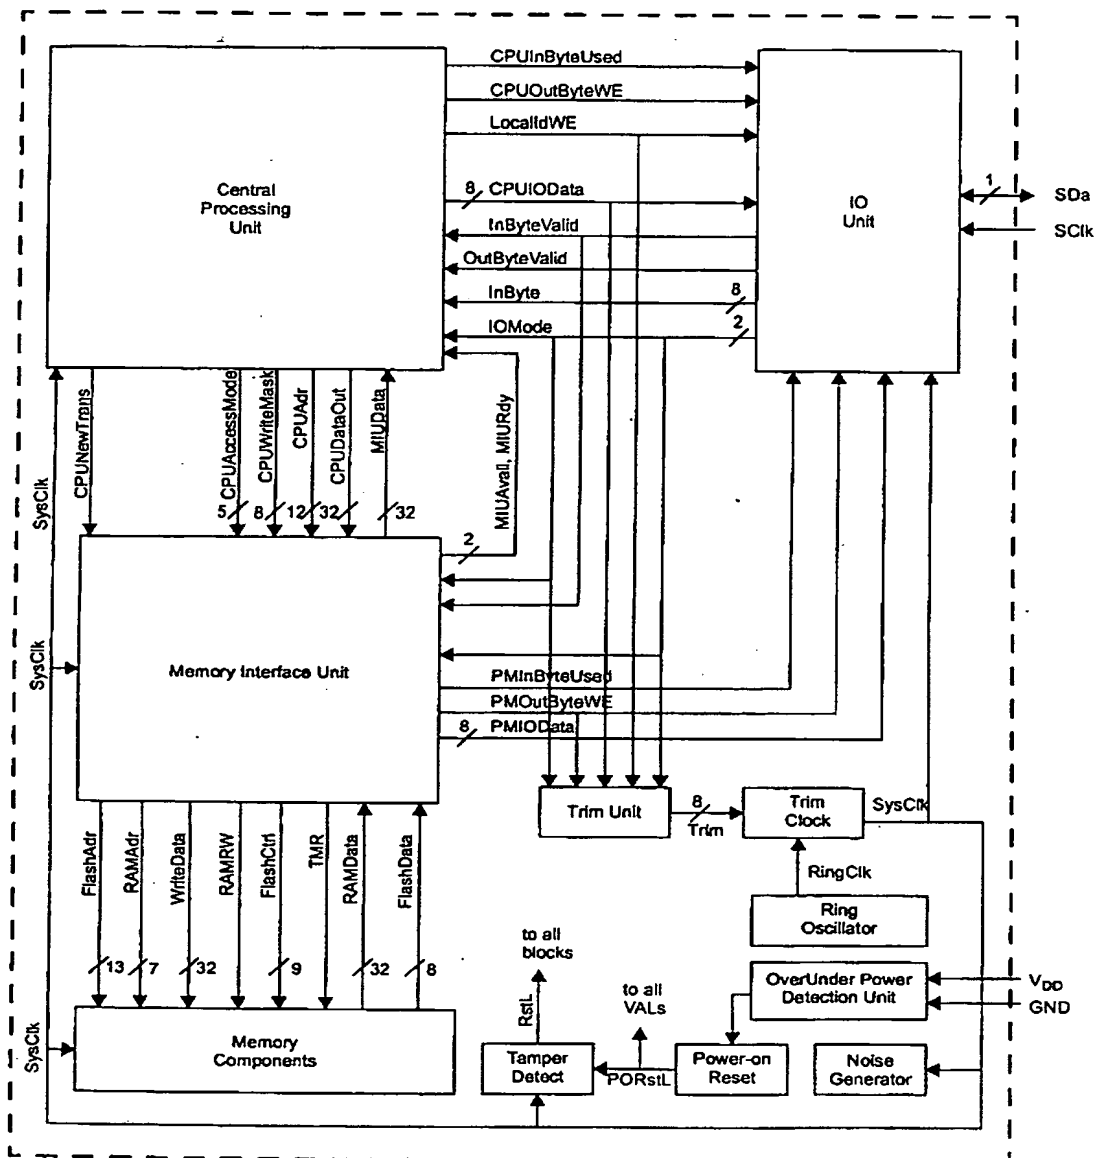 CPUInByteUsed
CPUOutByteWE
LocalIdWE
Central
Processing
Unit
8
CPUIOData
InByteValid
OutByteValid
InByte
8
IOMode
2
IO
Unit
1
SDa
SClk
CPUNewTrans
CPUAccessMode
CPUWriteMask
CPUAdr
CPUDataOut
MIUData
MIUAvail, MIURdy
SysClk
5
8
12
32
32
2
SysClk
Memory Interface Unit
PMInByteUsed
PMOutByteWE
8
PMIOData
Trim Unit
8
Trim
Trim
Clock
SysClk
FlashAdr
RAMAdr
WriteData
RAMRW
FlashCtrl
TMR
RAMData
FlashData
RingClk
Ring
Oscillator
13
7
32
9
32
8
to all
blocks
RstL
to all
VALs
OverUnder Power
Detection Unit
VDD
GND
SysClk
Memory
Components
Tamper
Detect
PORstL
Power-on
Reset
Noise
Generator